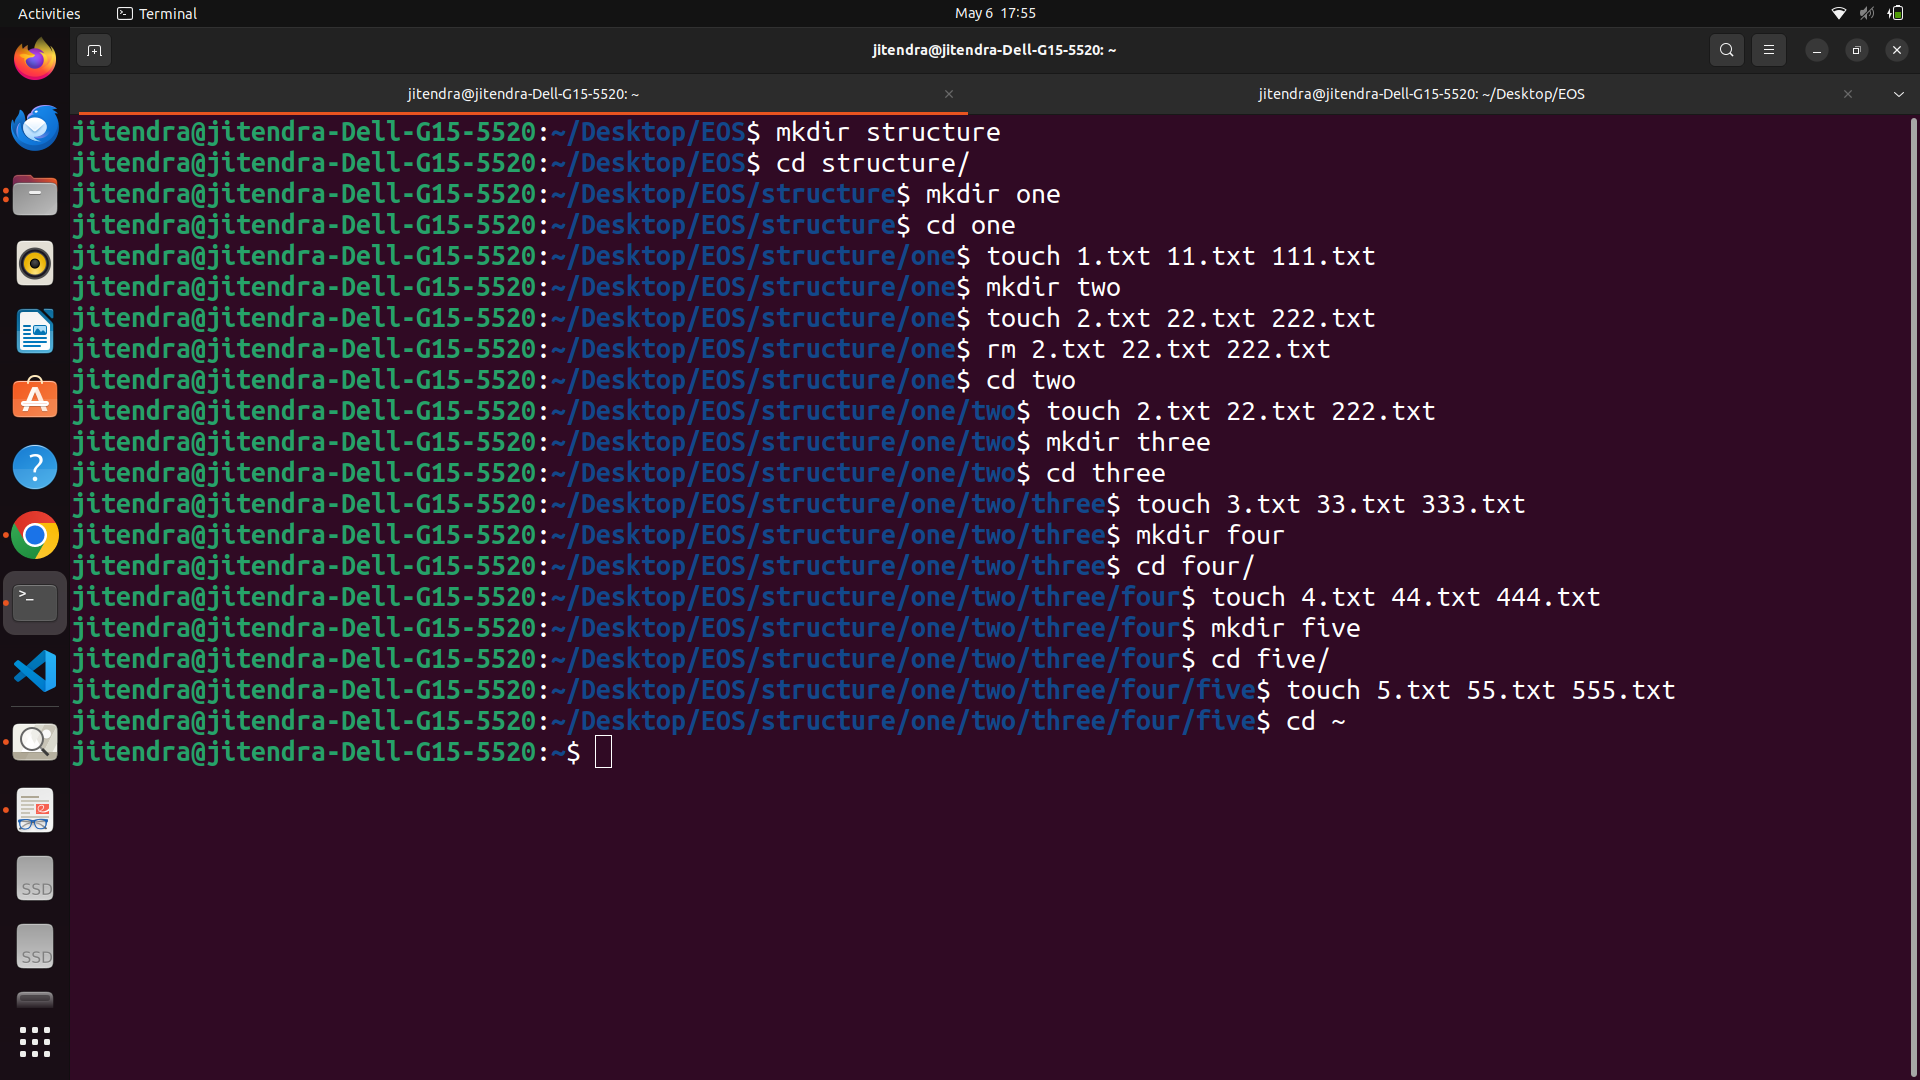 Activities Terminal May 6 17:55
jitendra@jitendra-Dell-G15-5520: ~
jitendra@jitendra-Dell-G15-5520: ~ jitendra@jitendra-Dell-G15-5520: ~/Desktop/EOS
jitendra@jitendra-Dell-G15-5520:~/Desktop/EOS$ mkdir structure
jitendra@jitendra-Dell-G15-5520:~/Desktop/EOS$ cd structure/
jitendra@jitendra-Dell-G15-5520:~/Desktop/EOS/structure$ mkdir one
jitendra@jitendra-Dell-G15-5520:~/Desktop/EOS/structure$ cd one
jitendra@jitendra-Dell-G15-5520:~/Desktop/EOS/structure/one$ touch 1.txt 11.txt 111.txt
jitendra@jitendra-Dell-G15-5520:~/Desktop/EOS/structure/one$ mkdir two
jitendra@jitendra-Dell-G15-5520:~/Desktop/EOS/structure/one$ touch 2.txt 22.txt 222.txt
jitendra@jitendra-Dell-G15-5520:~/Desktop/EOS/structure/one$ rm 2.txt 22.txt 222.txt
jitendra@jitendra-Dell-G15-5520:~/Desktop/EOS/structure/one$ cd two
jitendra@jitendra-Dell-G15-5520:~/Desktop/EOS/structure/one/two$ touch 2.txt 22.txt 222.txt
jitendra@jitendra-Dell-G15-5520:~/Desktop/EOS/structure/one/two$ mkdir three
jitendra@jitendra-Dell-G15-5520:~/Desktop/EOS/structure/one/two$ cd three
jitendra@jitendra-Dell-G15-5520:~/Desktop/EOS/structure/one/two/three$ touch 3.txt 33.txt 333.txt
jitendra@jitendra-Dell-G15-5520:~/Desktop/EOS/structure/one/two/three$ mkdir four
jitendra@jitendra-Dell-G15-5520:~/Desktop/EOS/structure/one/two/three$ cd four/
jitendra@jitendra-Dell-G15-5520:~/Desktop/EOS/structure/one/two/three/four$ touch 4.txt 44.txt 444.txt
jitendra@jitendra-Dell-G15-5520:~/Desktop/EOS/structure/one/two/three/four$ mkdir five
jitendra@jitendra-Dell-G15-5520:~/Desktop/EOS/structure/one/two/three/four$ cd five/
jitendra@jitendra-Dell-G15-5520:~/Desktop/EOS/structure/one/two/three/four/five$ touch 5.txt 55.txt 555.txt
jitendra@jitendra-Dell-G15-5520:~/Desktop/EOS/structure/one/two/three/four/five$ cd ~
jitendra@jitendra-Dell-G15-5520:~$
SSD
SSD